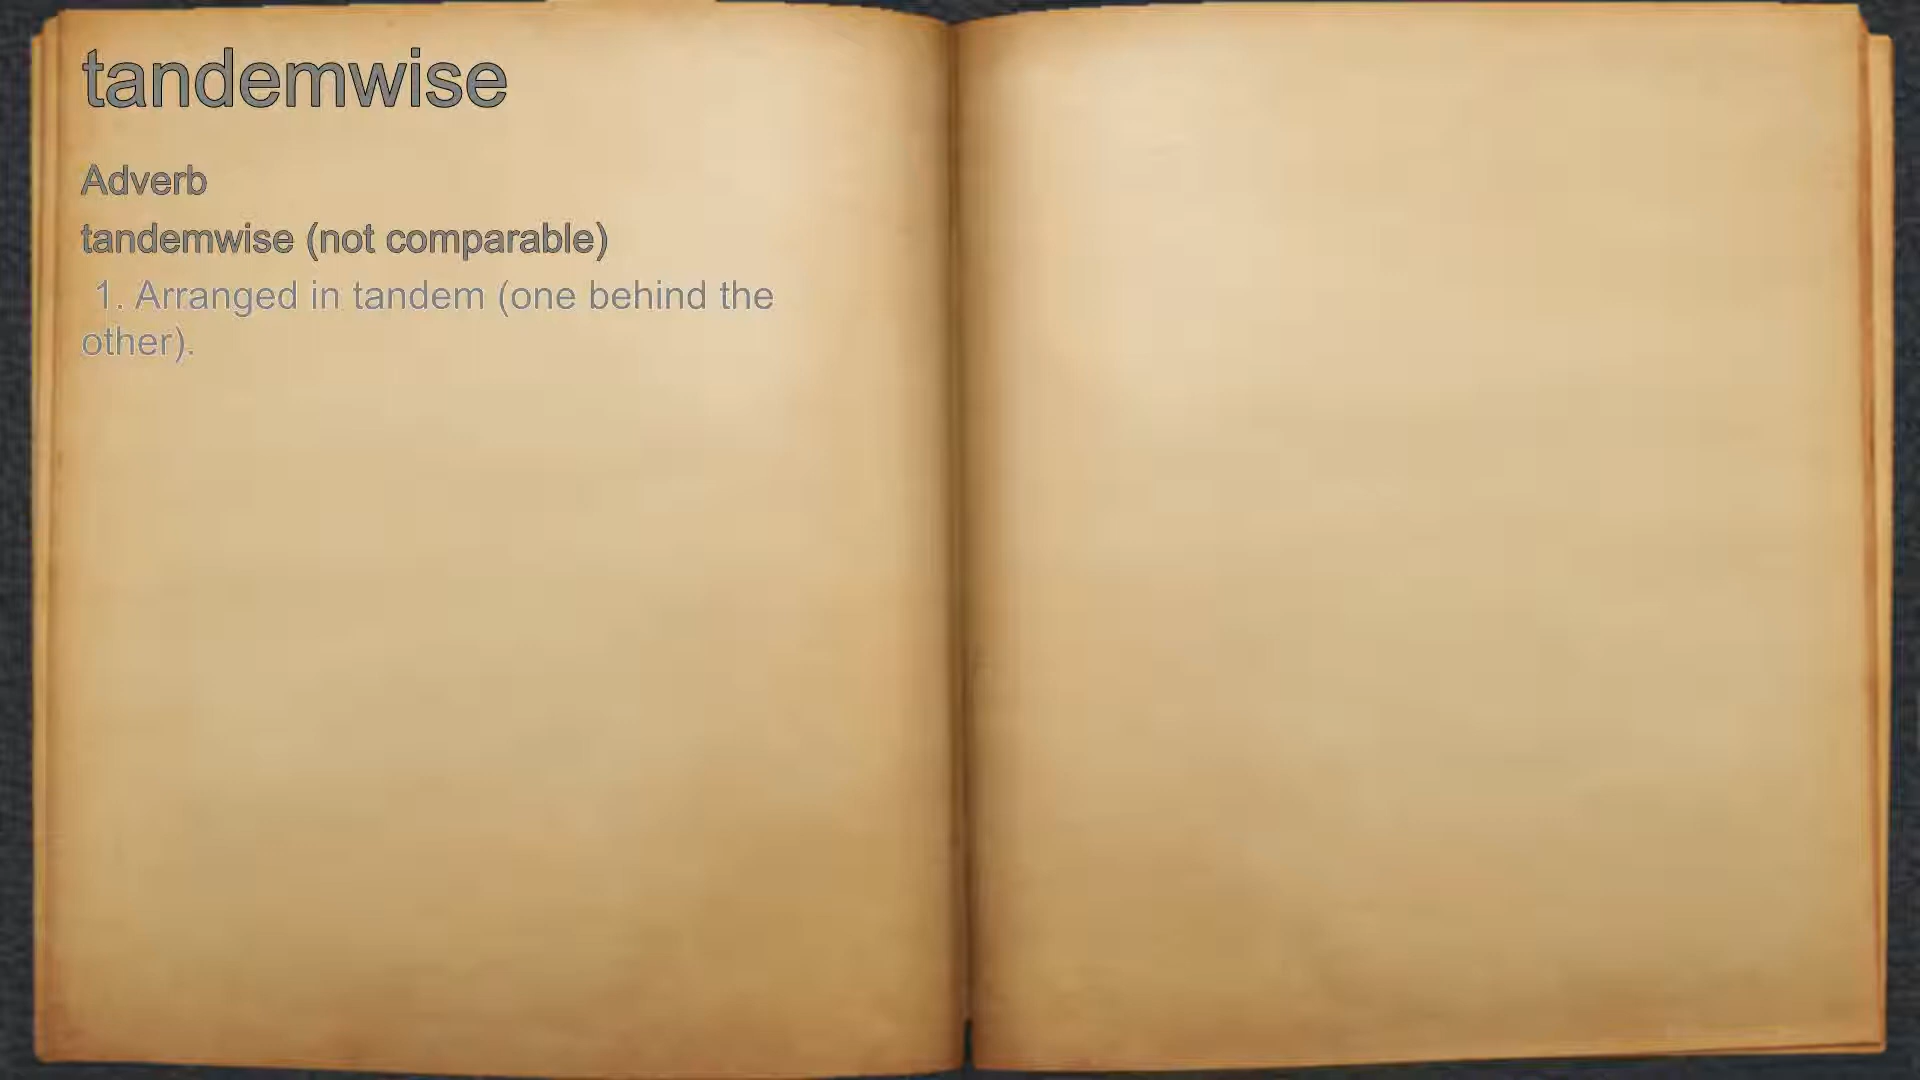 tandemwise
Adverb
tandemwise (not comparable)
1. Arranged in tandem (one behind the
other).